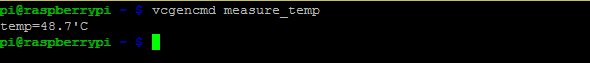 pi@raspberrypi ~ $ vcgencmd measure_temp
temp=48.7'C
pi@raspberrypi ~ $